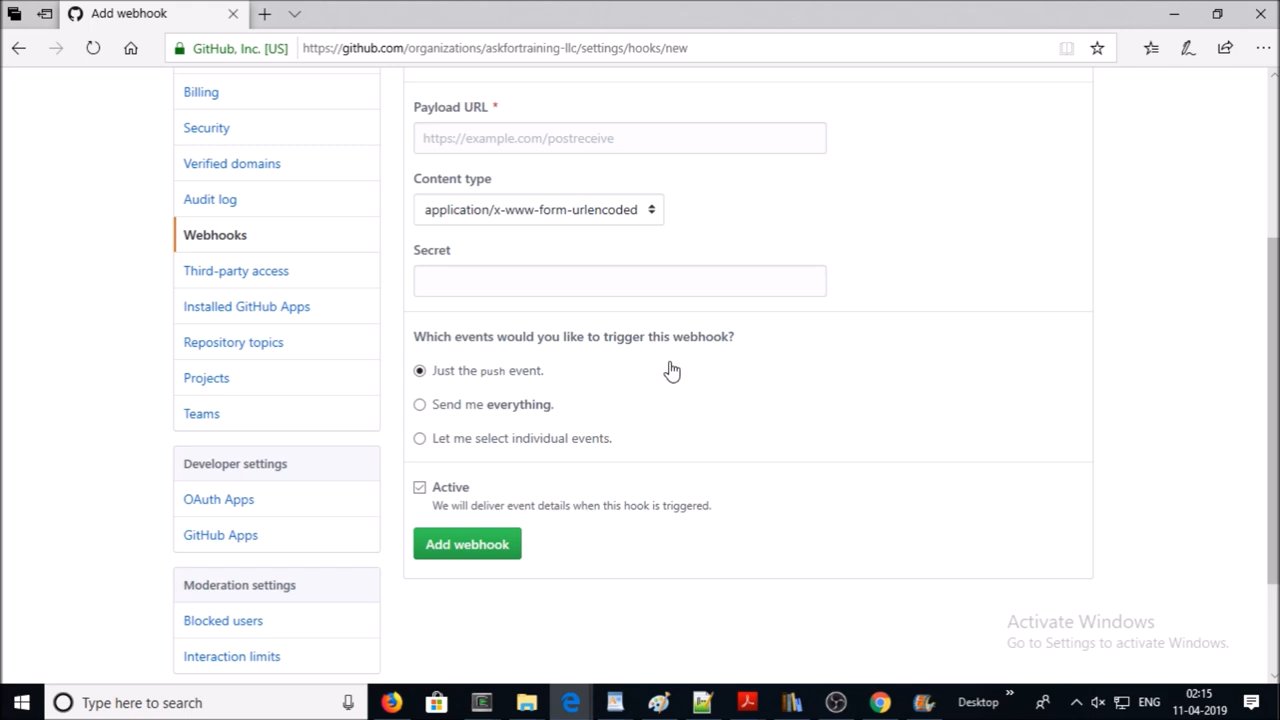 Add webhook
GitHub, Inc. [US]
https://github.com/organizations/askfortraining-llc/settings/hooks/new
Billing
Security
Verified domains
Audit log
Webhooks
Third-party access
Installed GitHub Apps
Repository topics
Projects
Teams
Developer settings
OAuth Apps
GitHub Apps
Moderation settings
Blocked users
Interaction limits
Payload URL *
https://example.com/postreceive
Content type
application/x-www-form-urlencoded
Secret
Which events would you like to trigger this webhook?
Just the push event.
Send me everything.
Let me select individual events.
Active
We will deliver event details when this hook is triggered.
Add webhook
Activate Windows
Go to Settings to activate Windows.
Type here to search
Desktop
ENG
02:15
11-04-2019